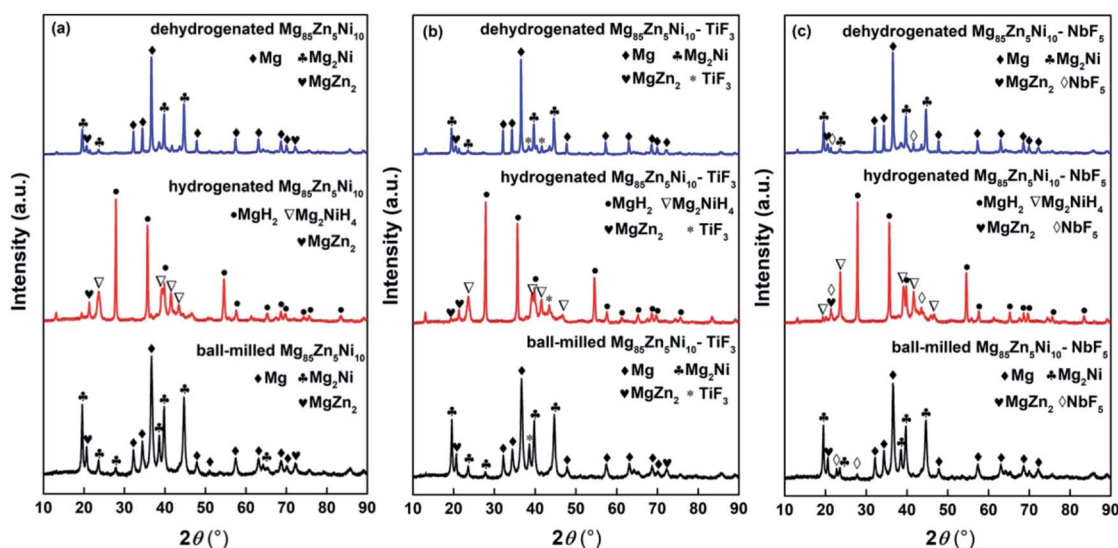 (a) dehydrogenated Mg85Zn5Ni10
♦Mg ♣Mg2Ni
♥MgZn2
hydrogenated Mg85Zn5Ni10
●MgH2 ▽Mg2NiH4
♥MgZn2
ball-milled Mg85Zn5Ni10
♦Mg ♣Mg2Ni
♥MgZn2
Intensity (a.u.)
10 20 30 40 50 60 70 80 90
2θ (°)
(b) dehydrogenated Mg85Zn5Ni10- TiF3
♦Mg ♣Mg2Ni
♥MgZn2 * TiF3
hydrogenated Mg85Zn5Ni10- TiF3
●MgH2 ▽Mg2NiH4
♥MgZn2 * TiF3
ball-milled Mg85Zn5Ni10- TiF3
♦Mg ♣Mg2Ni
♥MgZn2 * TiF3
Intensity (a.u.)
10 20 30 40 50 60 70 80 90
2θ (°)
(c) dehydrogenated Mg85Zn5Ni10- NbF5
♦Mg ♣Mg2Ni
♥MgZn2 ◊NbF5
hydrogenated Mg85Zn5Ni10- NbF5
●MgH2 ▽Mg2NiH4
♥MgZn2 ◊NbF5
ball-milled Mg85Zn5Ni10- NbF5
♦Mg ♣Mg2Ni
♥MgZn2 ◊NbF5
Intensity (a.u.)
10 20 30 40 50 60 70 80 90
2θ (°)